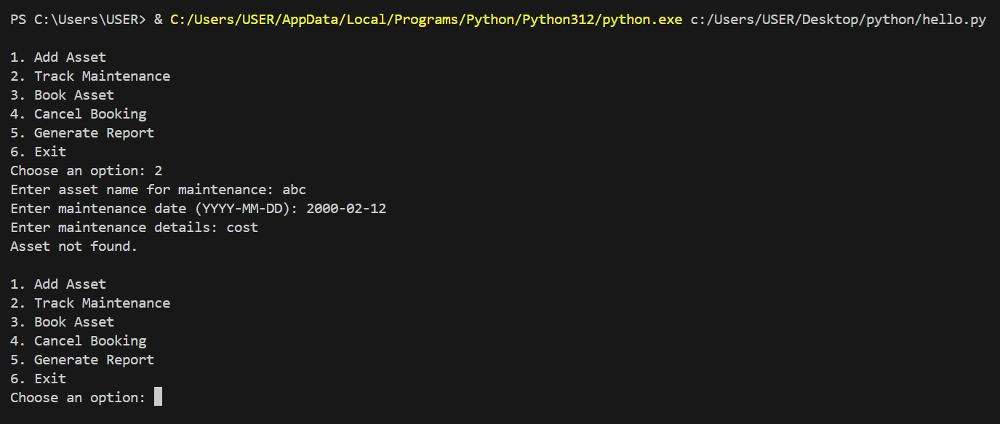 PS C:\Users\USER> & C:/Users/USER/AppData/Local/Programs/Python/Python312/python.exe c:/Users/USER/Desktop/python/hello.py
1. Add Asset
2. Track Maintenance
3. Book Asset
4. Cancel Booking
5. Generate Report
6. Exit
Choose an option: 2
Enter asset name for maintenance: abc
Enter maintenance date (YYYY-MM-DD): 2000-02-12
Enter maintenance details: cost
Asset not found.
1. Add Asset
2. Track Maintenance
3. Book Asset
4. Cancel Booking
5. Generate Report
6. Exit
Choose an option: